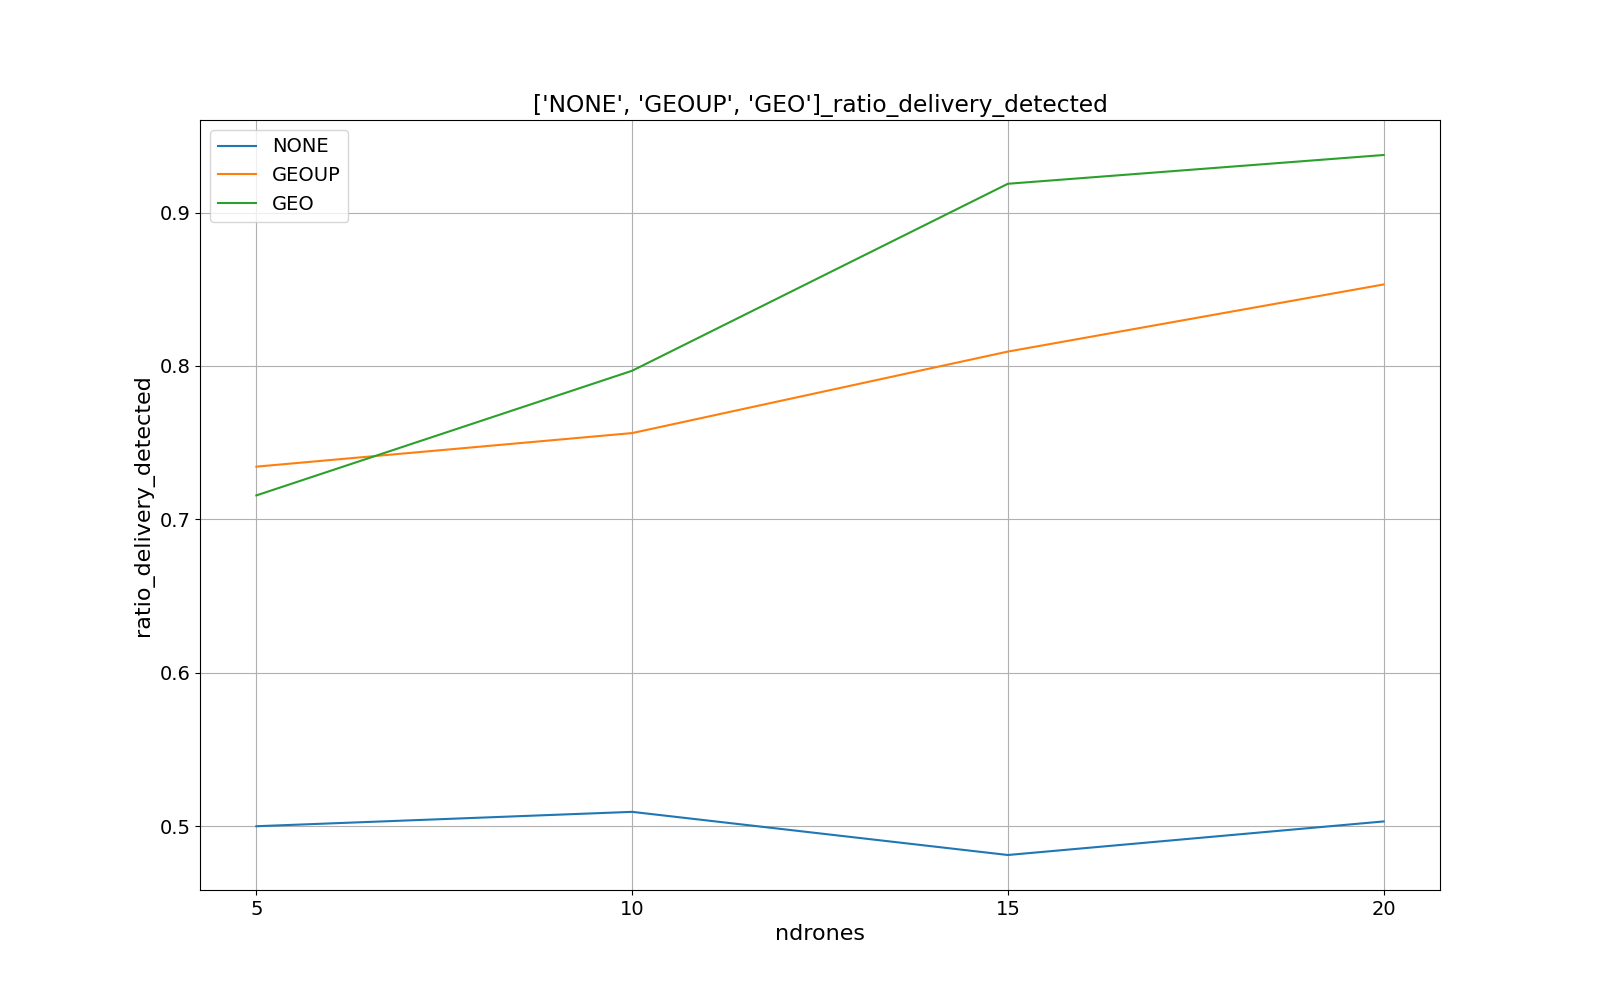 ['NONE', 'GEOUP', 'GEO']_ratio_delivery_detected
NONE
GEOUP
GEO
0.9
0.8
0.7
0.6
0.5
ratio_delivery_detected
5 10 15 20
ndrones